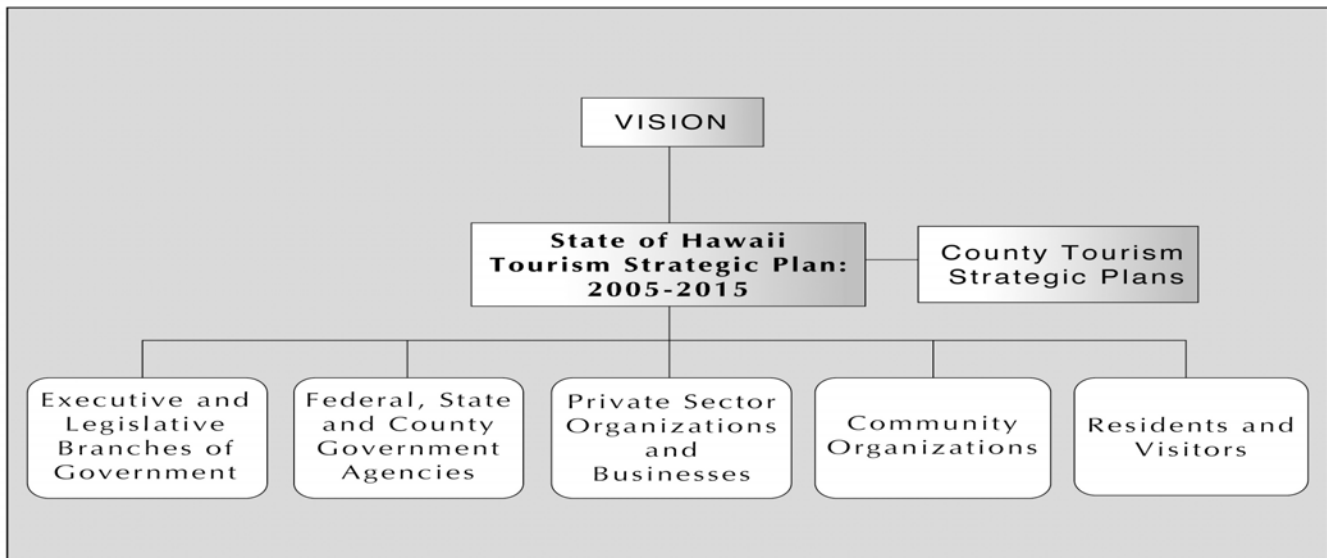 VISION
State of Hawaii
Tourism Strategic Plan:
2005-2015
County Tourism
Strategic Plans
Executive and
Legislative
Branches of
Government
Federal, State
and County
Government
Agencies
Private Sector
Organizations
and
Businesses
Community
Organizations
Residents and
Visitors